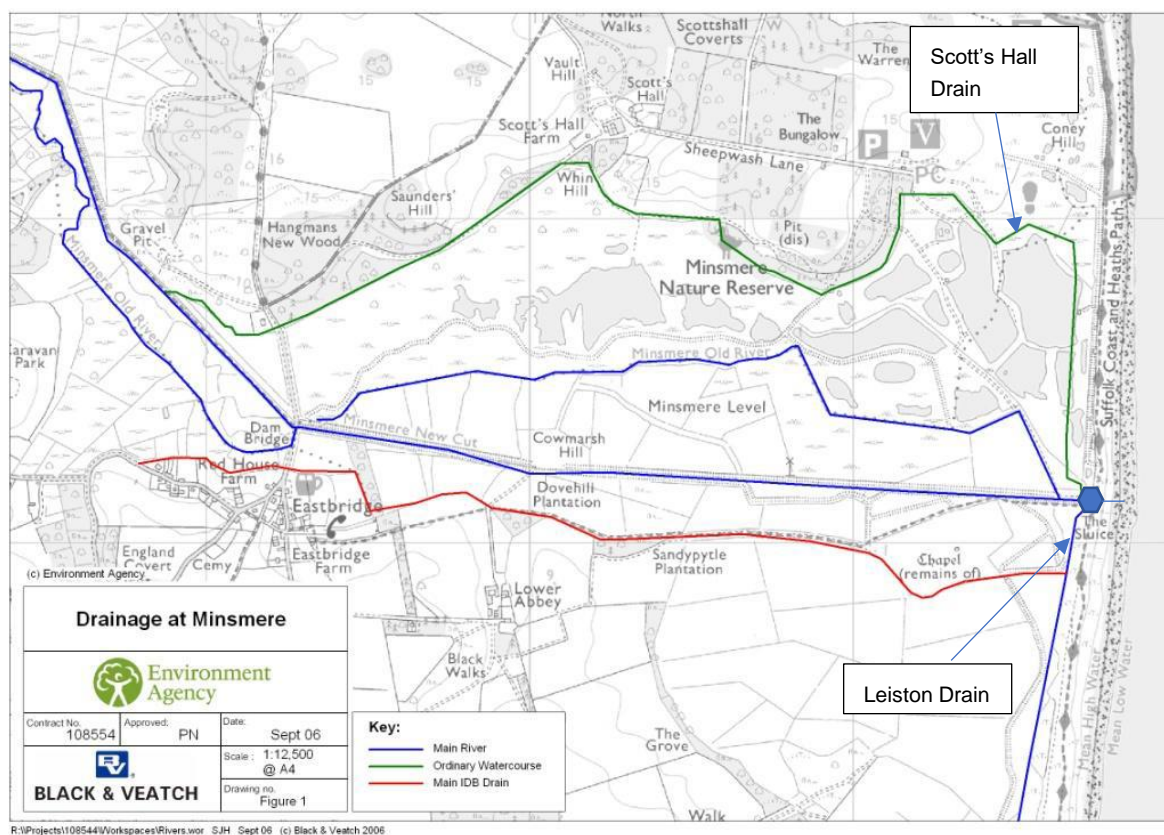 North
Walks
Scottshall
Coverts
The
Warren
Scott's Hall
Drain
Vault
Hill
15
15
Scott's
Hall
Scott's Hall
Farm
The
Bungalow
15
Coney
Hill
P
V
PC
Sheepwash Lane
16
Whin
Hill
15
Saunders'
Hill
Hangmans
New Wood
Gravel
Pit
Pit
(dis)
Minsmere
Nature Reserve
Suffolk Coast and Heaths Path
Minsmere Old River
Minsmere Old River
aravan
Park
Minsmere Level
Dam
Bridge
Minsmere New Cut
Cowmarsh
Hill
Red House
Farm
Dovehill
Plantation
Eastbridge
The
Sluice
England
Covert
Cemy
Eastbridge
Farm
Sandypytle
Plantation
Chapel
(remains of)
(c) Environment Agency
9
Lower
Abbey
Drainage at Minsmere
Environment
Agency
Black
Walks
Leiston Drain
Mean High Water
Mean Low Water
Contract No.
108554
Approved:
PN
Date:
Sept 06
Scale : 1:12,500
@ A4
Drawing no.
Figure 1
BV
BLACK & VEATCH
Key:
Main River
Ordinary Watercourse
Main IDB Drain
The
Grove
R:\Projects\108544\Workspaces\Rivers.wor SJH Sept 06 (c) Black & Veatch 2006